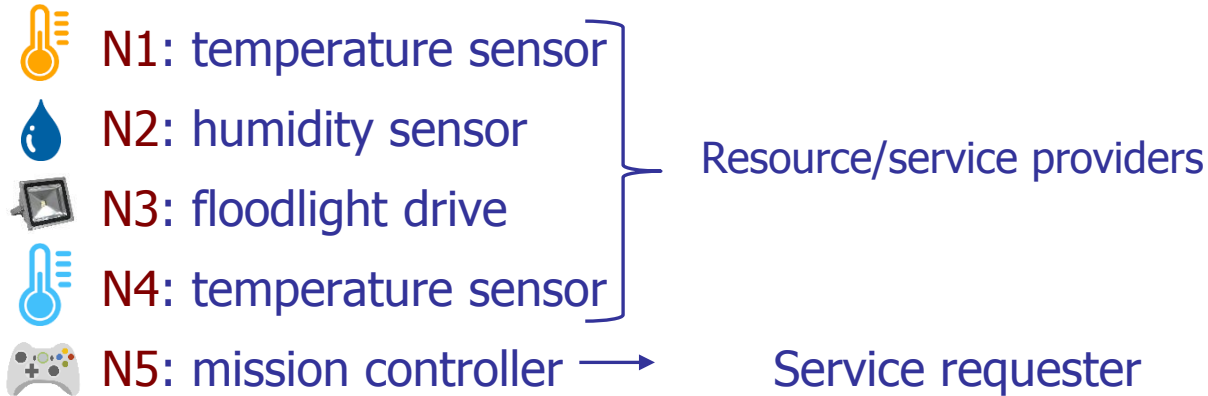 N1: temperature sensor
N2: humidity sensor
N3: floodlight drive
N4: temperature sensor
Resource/service providers
N5: mission controller
Service requester